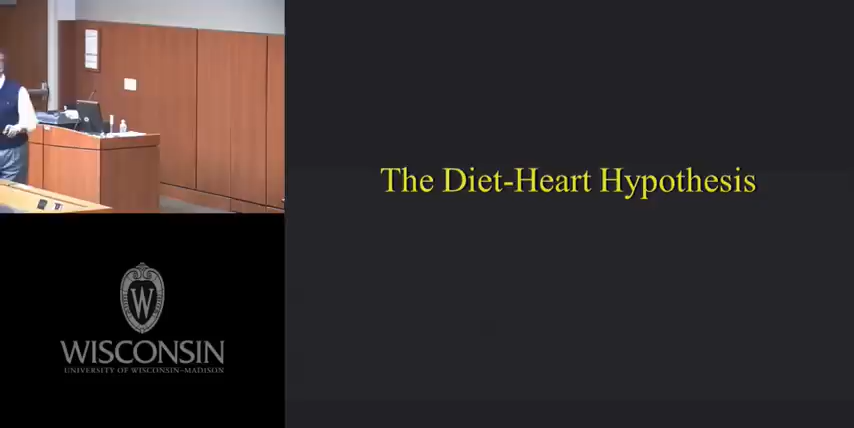 The Diet-Heart Hypothesis
W
WISCONSIN
UNIVERSITY OF WISCONSIN–MADISON